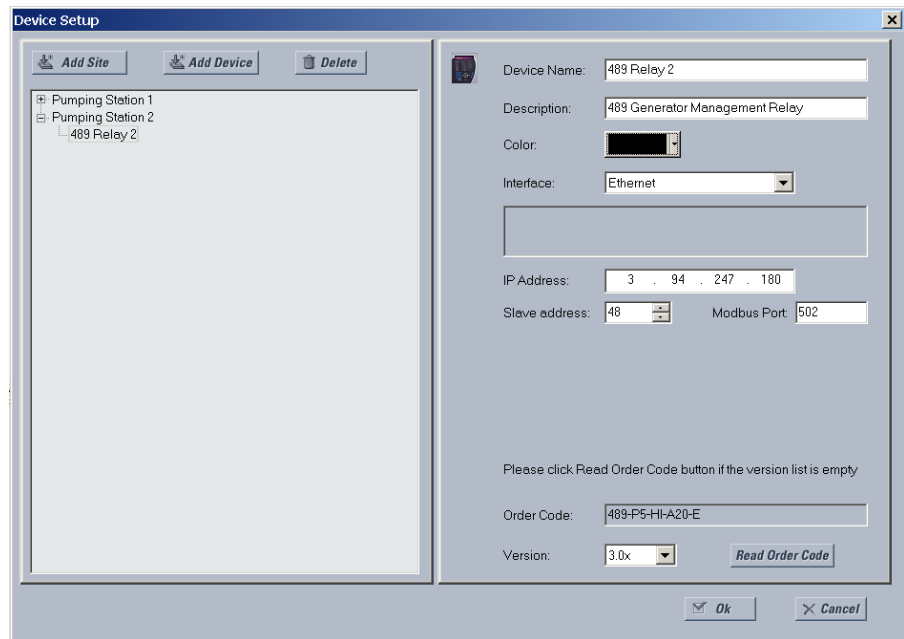 Device Setup
Add Site Add Device Delete
Pumping Station 1
Pumping Station 2
489 Relay 2
Device Name: 489 Relay 2
Description: 489 Generator Management Relay
Color:
Interface: Ethernet
IP Address: 3 . 94 . 247 . 180
Slave address: 48 Modbus Port: 502
Please click Read Order Code button if the version list is empty
Order Code: 489-P5-HI-A20-E
Version: 3.0x Read Order Code
Ok Cancel